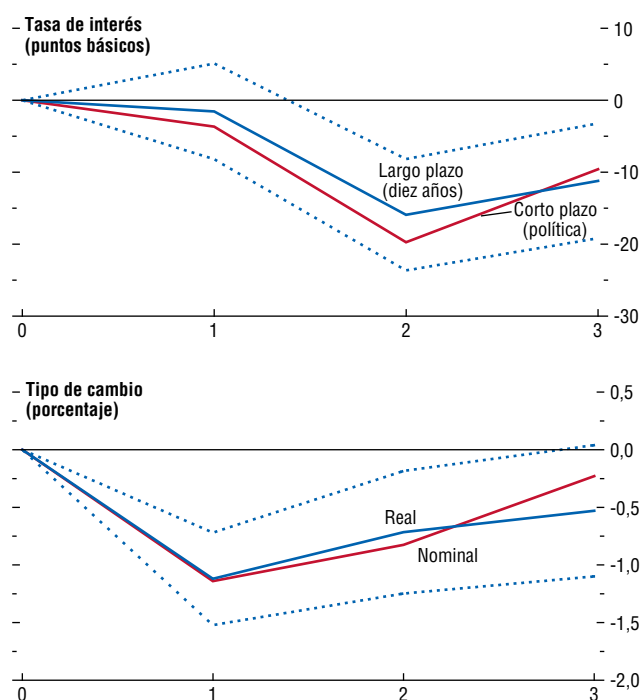 Tasa de interés
(puntos básicos)
10
0
-10
-20
-30
Largo plazo
(diez años)
Corto plazo
(política)
0 1 2 3
Tipo de cambio
(porcentaje)
0,5
0,0
-0,5
-1,0
-1,5
-2,0
Real
Nominal
0 1 2 3